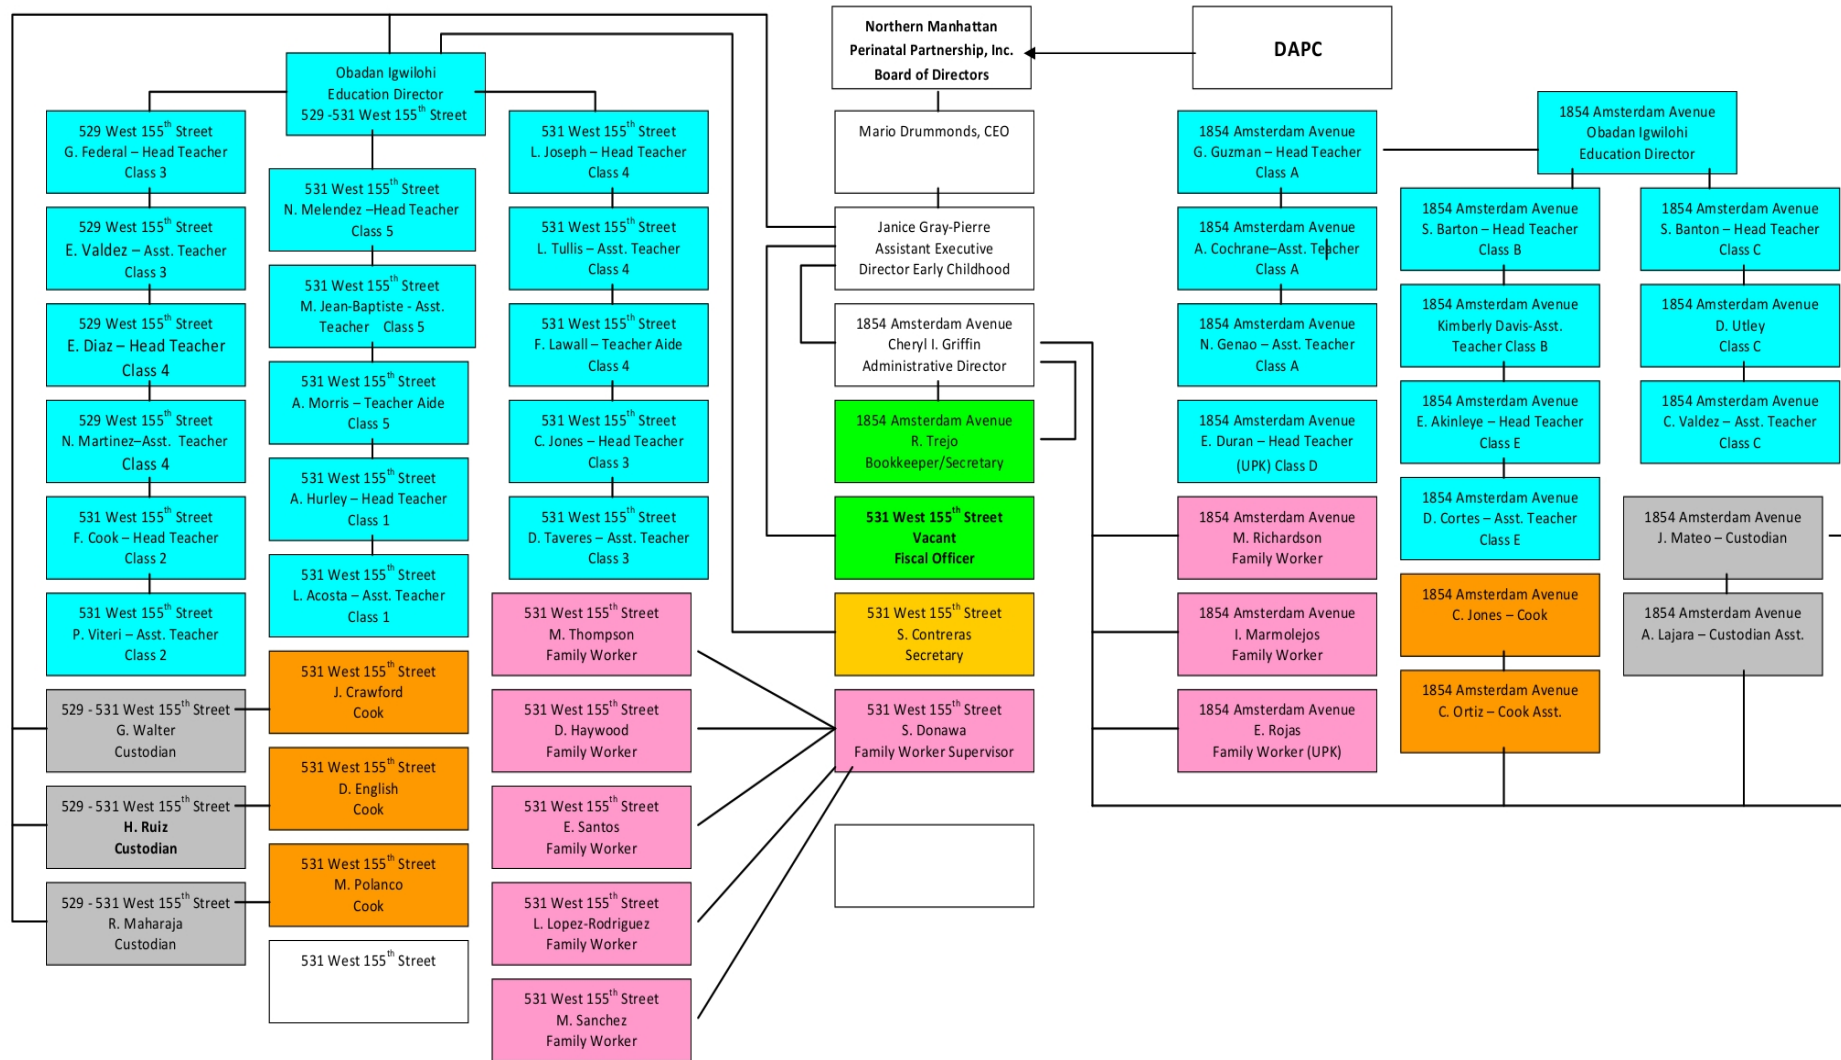 Northern Manhattan
Perinatal Partnership, Inc.
Board of Directors
DAPC
Mario Drummonds, CEO
Janice Gray-Pierre
Assistant Executive
Director Early Childhood
1854 Amsterdam Avenue
Cheryl I. Griffin
Administrative Director
1854 Amsterdam Avenue
R. Trejo
Bookkeeper/Secretary
531 West 155th Street
Vacant
Fiscal Officer
531 West 155th Street
S. Contreras
Secretary
531 West 155th Street
S. Donawa
Family Worker Supervisor
Obadan Igwilohi
Education Director
529 -531 West 155th Street
529 West 155th Street
G. Federal – Head Teacher
Class 3
529 West 155th Street
E. Valdez – Asst. Teacher
Class 3
529 West 155th Street
E. Diaz – Head Teacher
Class 4
529 West 155th Street
N. Martinez–Asst. Teacher
Class 4
531 West 155th Street
F. Cook – Head Teacher
Class 2
531 West 155th Street
P. Viteri – Asst. Teacher
Class 2
529 - 531 West 155th Street
G. Walter
Custodian
529 - 531 West 155th Street
H. Ruiz
Custodian
529 - 531 West 155th Street
R. Maharaja
Custodian
531 West 155th Street
N. Melendez –Head Teacher
Class 5
531 West 155th Street
M. Jean-Baptiste - Asst.
Teacher Class 5
531 West 155th Street
A. Morris – Teacher Aide
Class 5
531 West 155th Street
A. Hurley – Head Teacher
Class 1
531 West 155th Street
L. Acosta – Asst. Teacher
Class 1
531 West 155th Street
J. Crawford
Cook
531 West 155th Street
D. English
Cook
531 West 155th Street
M. Polanco
Cook
531 West 155th Street
531 West 155th Street
L. Joseph – Head Teacher
Class 4
531 West 155th Street
L. Tullis – Asst. Teacher
Class 4
531 West 155th Street
F. Lawall – Teacher Aide
Class 4
531 West 155th Street
C. Jones – Head Teacher
Class 3
531 West 155th Street
D. Taveres – Asst. Teacher
Class 3
531 West 155th Street
M. Thompson
Family Worker
531 West 155th Street
D. Haywood
Family Worker
531 West 155th Street
E. Santos
Family Worker
531 West 155th Street
L. Lopez-Rodriguez
Family Worker
531 West 155th Street
M. Sanchez
Family Worker
1854 Amsterdam Avenue
Obadan Igwilohi
Education Director
1854 Amsterdam Avenue
G. Guzman – Head Teacher
Class A
1854 Amsterdam Avenue
A. Cochrane–Asst. Teacher
Class A
1854 Amsterdam Avenue
N. Genao – Asst. Teacher
Class A
1854 Amsterdam Avenue
E. Duran – Head Teacher
(UPK) Class D
1854 Amsterdam Avenue
M. Richardson
Family Worker
1854 Amsterdam Avenue
I. Marmolejos
Family Worker
1854 Amsterdam Avenue
E. Rojas
Family Worker (UPK)
1854 Amsterdam Avenue
S. Barton – Head Teacher
Class B
1854 Amsterdam Avenue
Kimberly Davis-Asst.
Teacher Class B
1854 Amsterdam Avenue
E. Akinleye – Head Teacher
Class E
1854 Amsterdam Avenue
D. Cortes – Asst. Teacher
Class E
1854 Amsterdam Avenue
C. Jones – Cook
1854 Amsterdam Avenue
C. Ortiz – Cook Asst.
1854 Amsterdam Avenue
S. Banton – Head Teacher
Class C
1854 Amsterdam Avenue
D. Utley
Class C
1854 Amsterdam Avenue
C. Valdez – Asst. Teacher
Class C
1854 Amsterdam Avenue
J. Mateo – Custodian
1854 Amsterdam Avenue
A. Lajara – Custodian Asst.